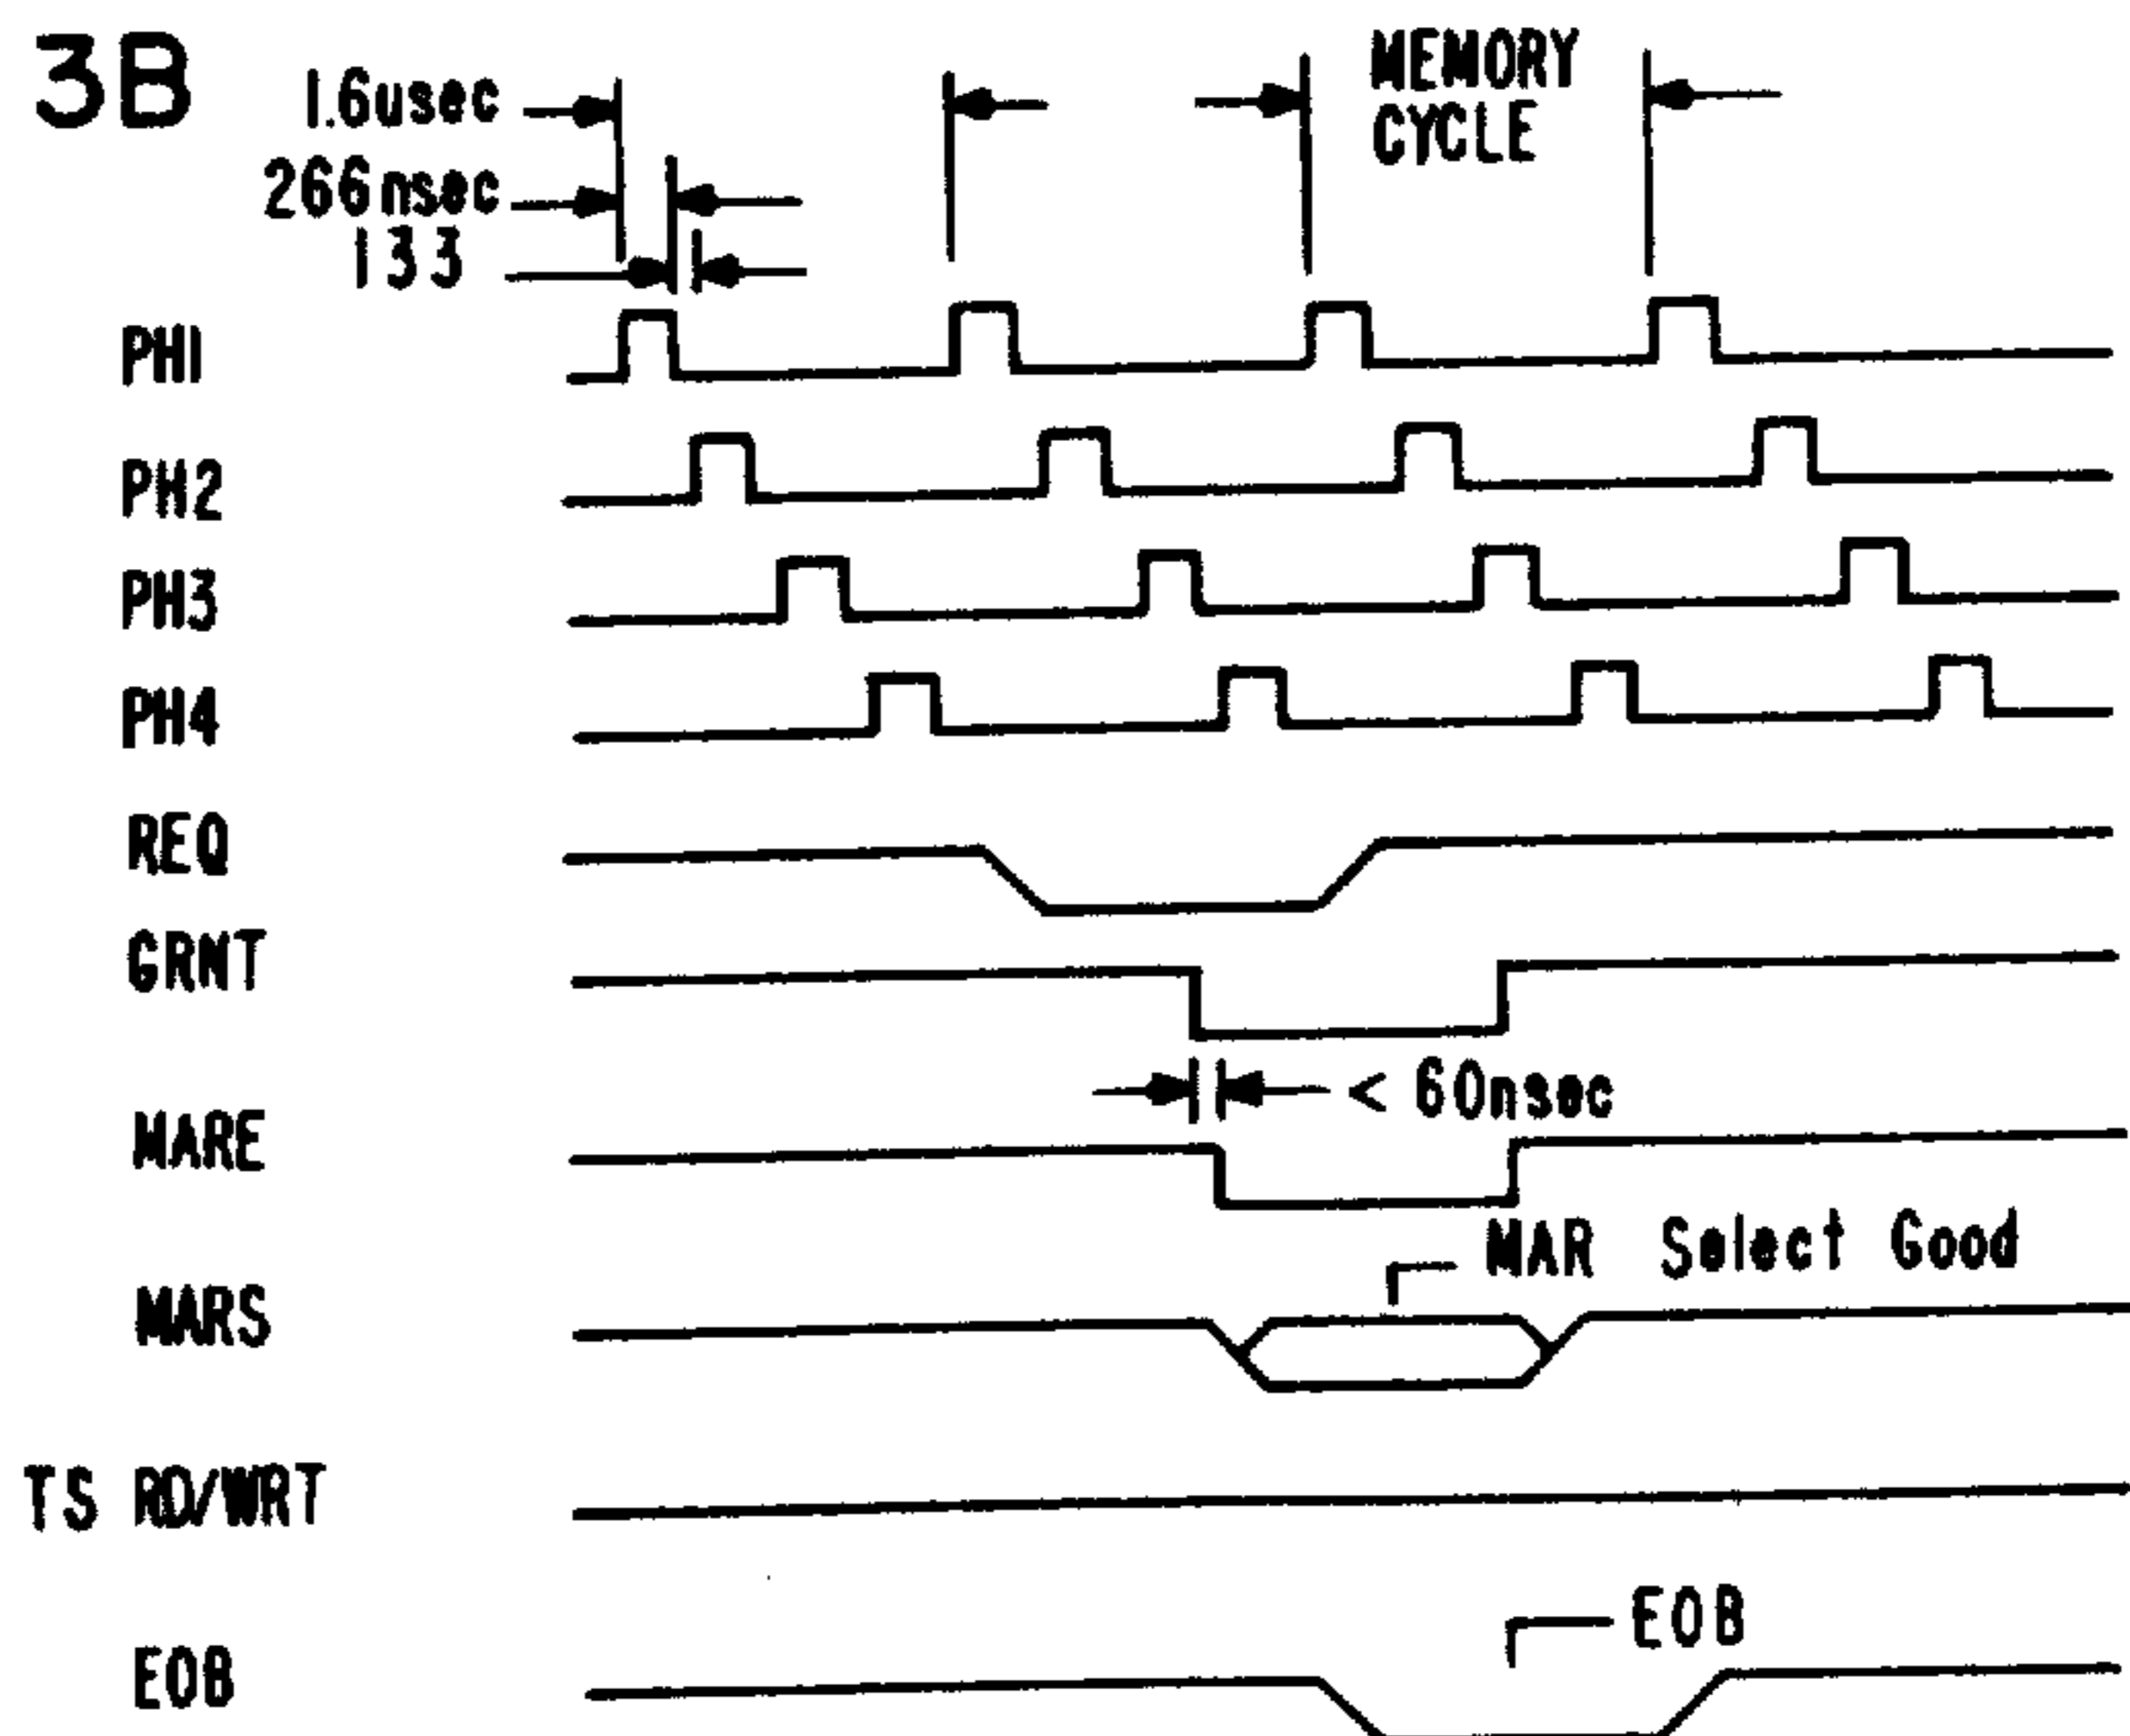 3B
1.6usec
MEMORY
CYCLE
266nsec
133
PH1
PH2
PH3
PH4
REQ
GRNT
< 60nsec
MARE
MAR Select Good
MARS
TS RD/WRT
EOB
EOB